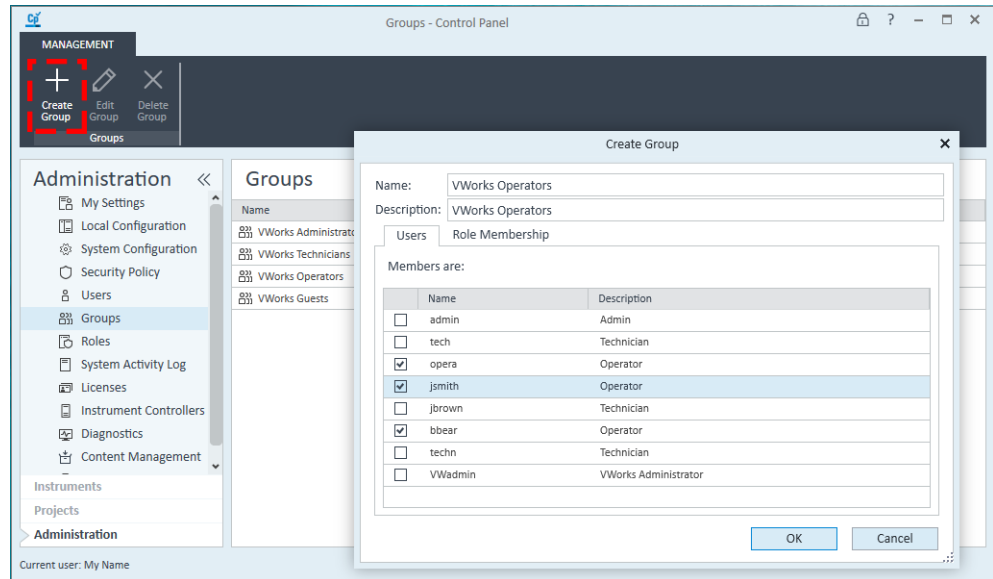 Cp
Groups - Control Panel
?
MANAGEMENT
Create Group
Edit Group
Delete Group
Groups
Administration
My Settings
Local Configuration
System Configuration
Security Policy
Users
Groups
Roles
System Activity Log
Licenses
Instrument Controllers
Diagnostics
Content Management
Instruments
Projects
Administration
Current user: My Name
Groups
Name
VWorks Administrato
VWorks Technicians
VWorks Operators
VWorks Guests
Create Group
Name: VWorks Operators
Description: VWorks Operators
Users Role Membership
Members are:
Name Description
admin Admin
tech Technician
opera Operator
jsmith Operator
jbrown Technician
bbear Operator
techn Technician
VWadmin VWorks Administrator
OK Cancel